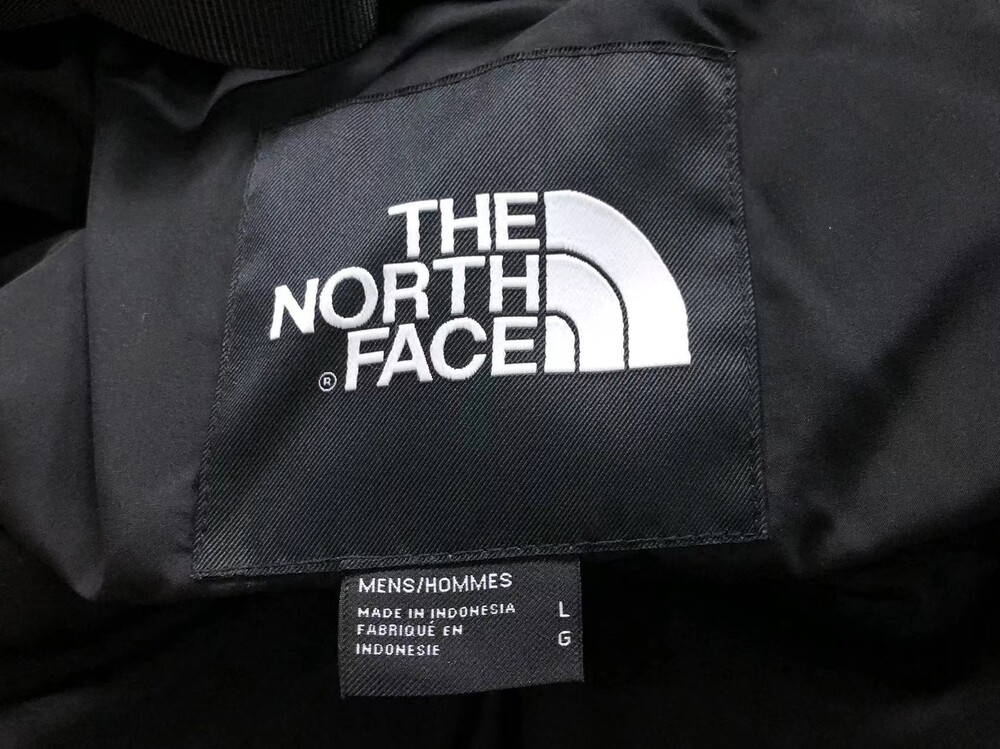 THE
NORTH
® FACE
MENS/HOMMES
MADE IN INDONESIA L
FABRIQUÉ EN
INDONESIE G